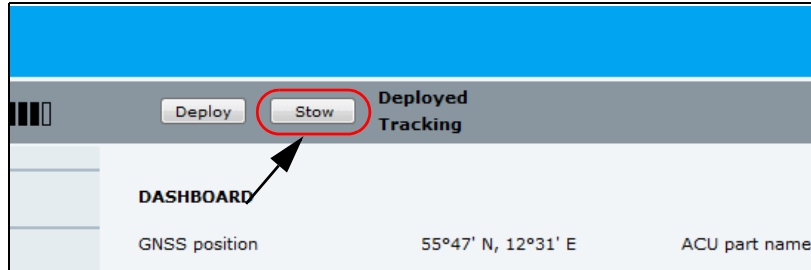 Deploy Stow Deployed
Tracking
DASHBOARD
GNSS position 55°47' N, 12°31' E ACU part name